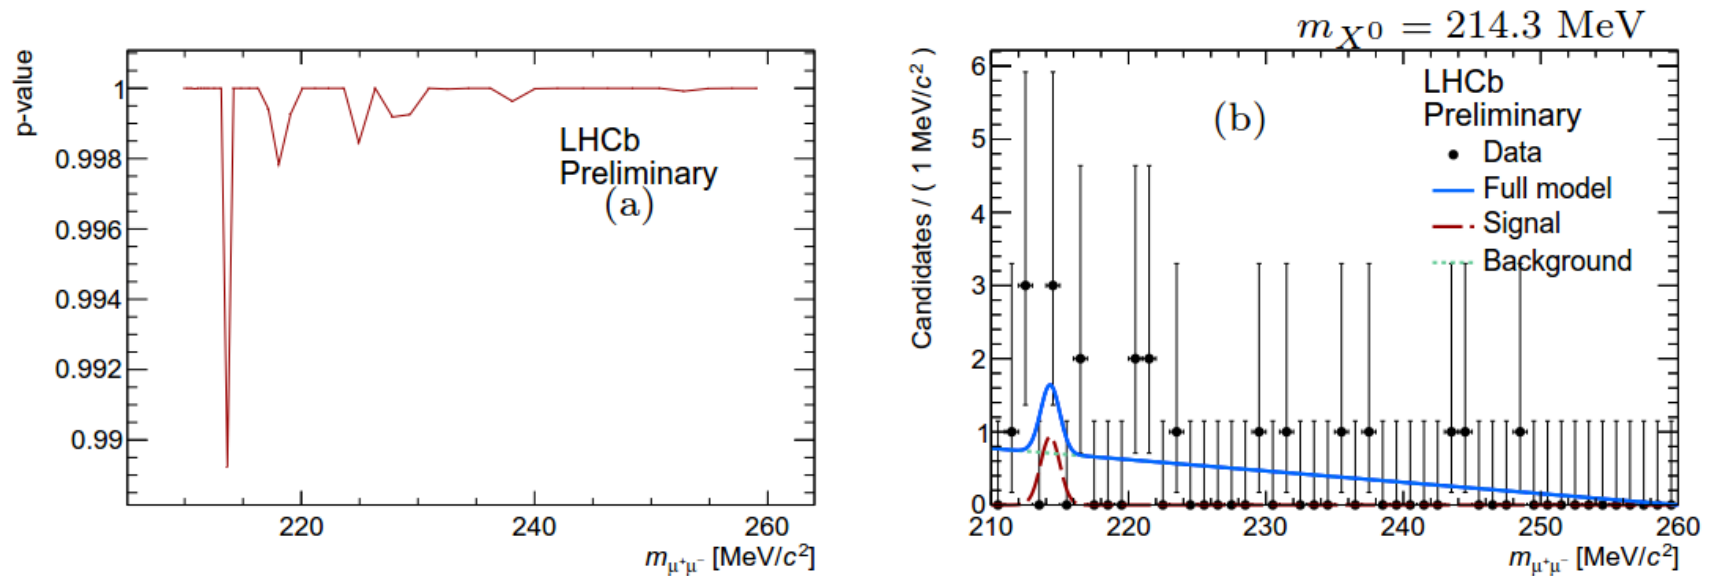 p-value
1
0.998
0.996
0.994
0.992
0.99
LHCb
Preliminary
(a)
220
240
260
m_{μ⁺μ⁻} [MeV/c²]
m_{X⁰} = 214.3 MeV
Candidates / ( 1 MeV/c² )
6
5
4
3
2
1
0
(b)
LHCb
Preliminary
Data
Full model
Signal
Background
210
220
230
240
250
260
m_{μ⁺μ⁻} [MeV/c²]